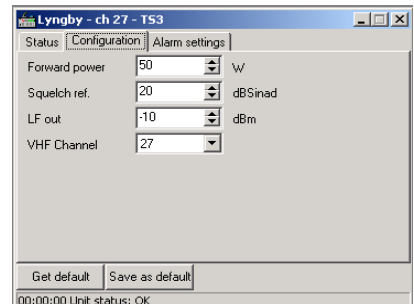 Lyngby - ch 27 - TS3
Status Configuration Alarm settings
Forward power 50 W
Squelch ref. 20 dBSinad
LF out -10 dBm
VHF Channel 27
Get default Save as default
00:00:00 Unit status: OK